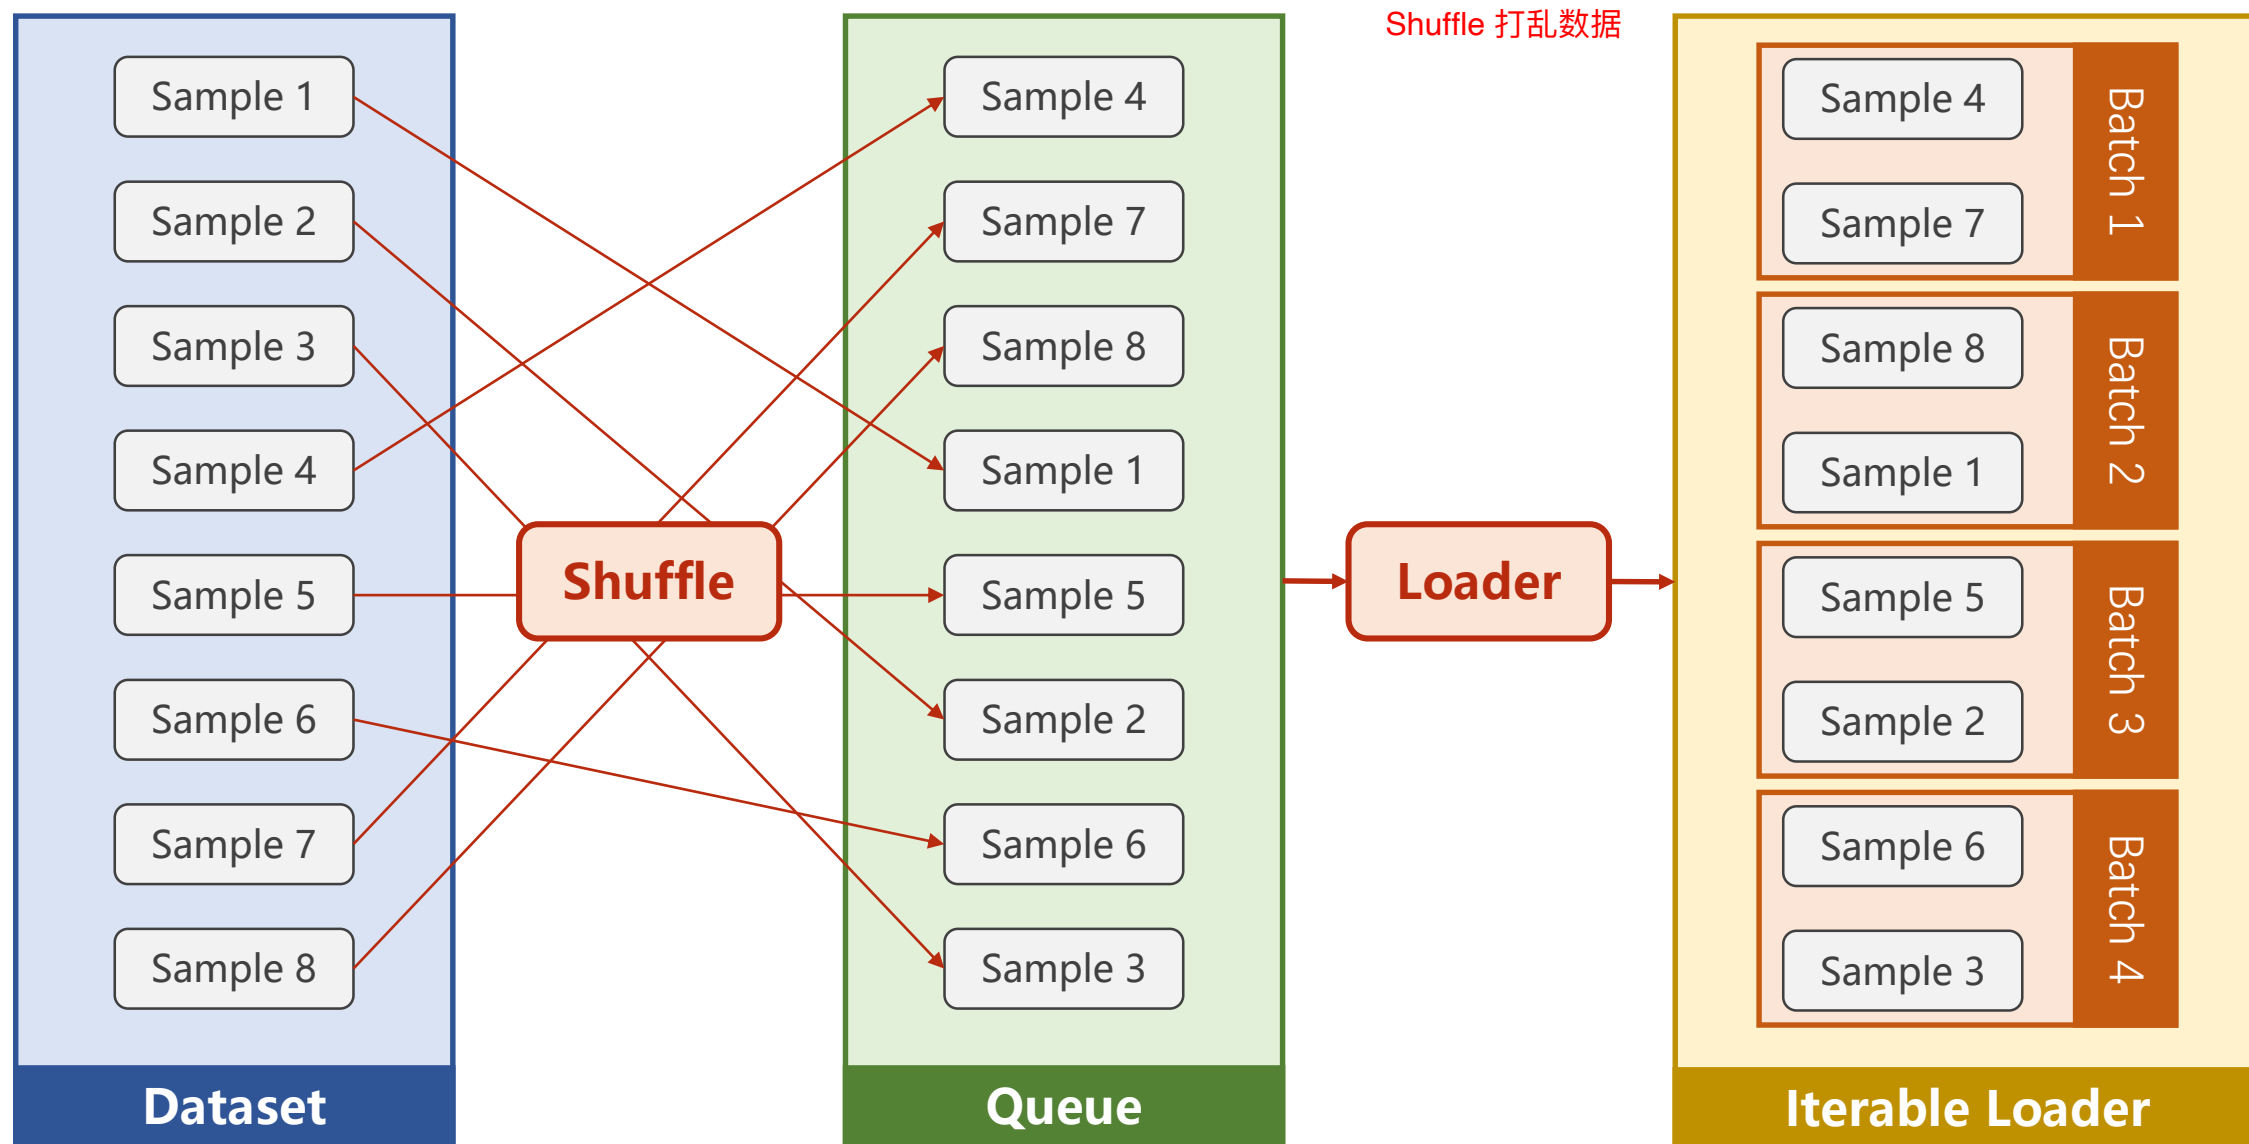 Shuffle 打乱数据
Sample 1
Sample 2
Sample 3
Sample 4
Sample 5
Sample 6
Sample 7
Sample 8
Dataset
Shuffle
Sample 4
Sample 7
Sample 8
Sample 1
Sample 5
Sample 2
Sample 6
Sample 3
Queue
Loader
Sample 4
Sample 7
Batch 1
Sample 8
Sample 1
Batch 2
Sample 5
Sample 2
Batch 3
Sample 6
Sample 3
Batch 4
Iterable Loader